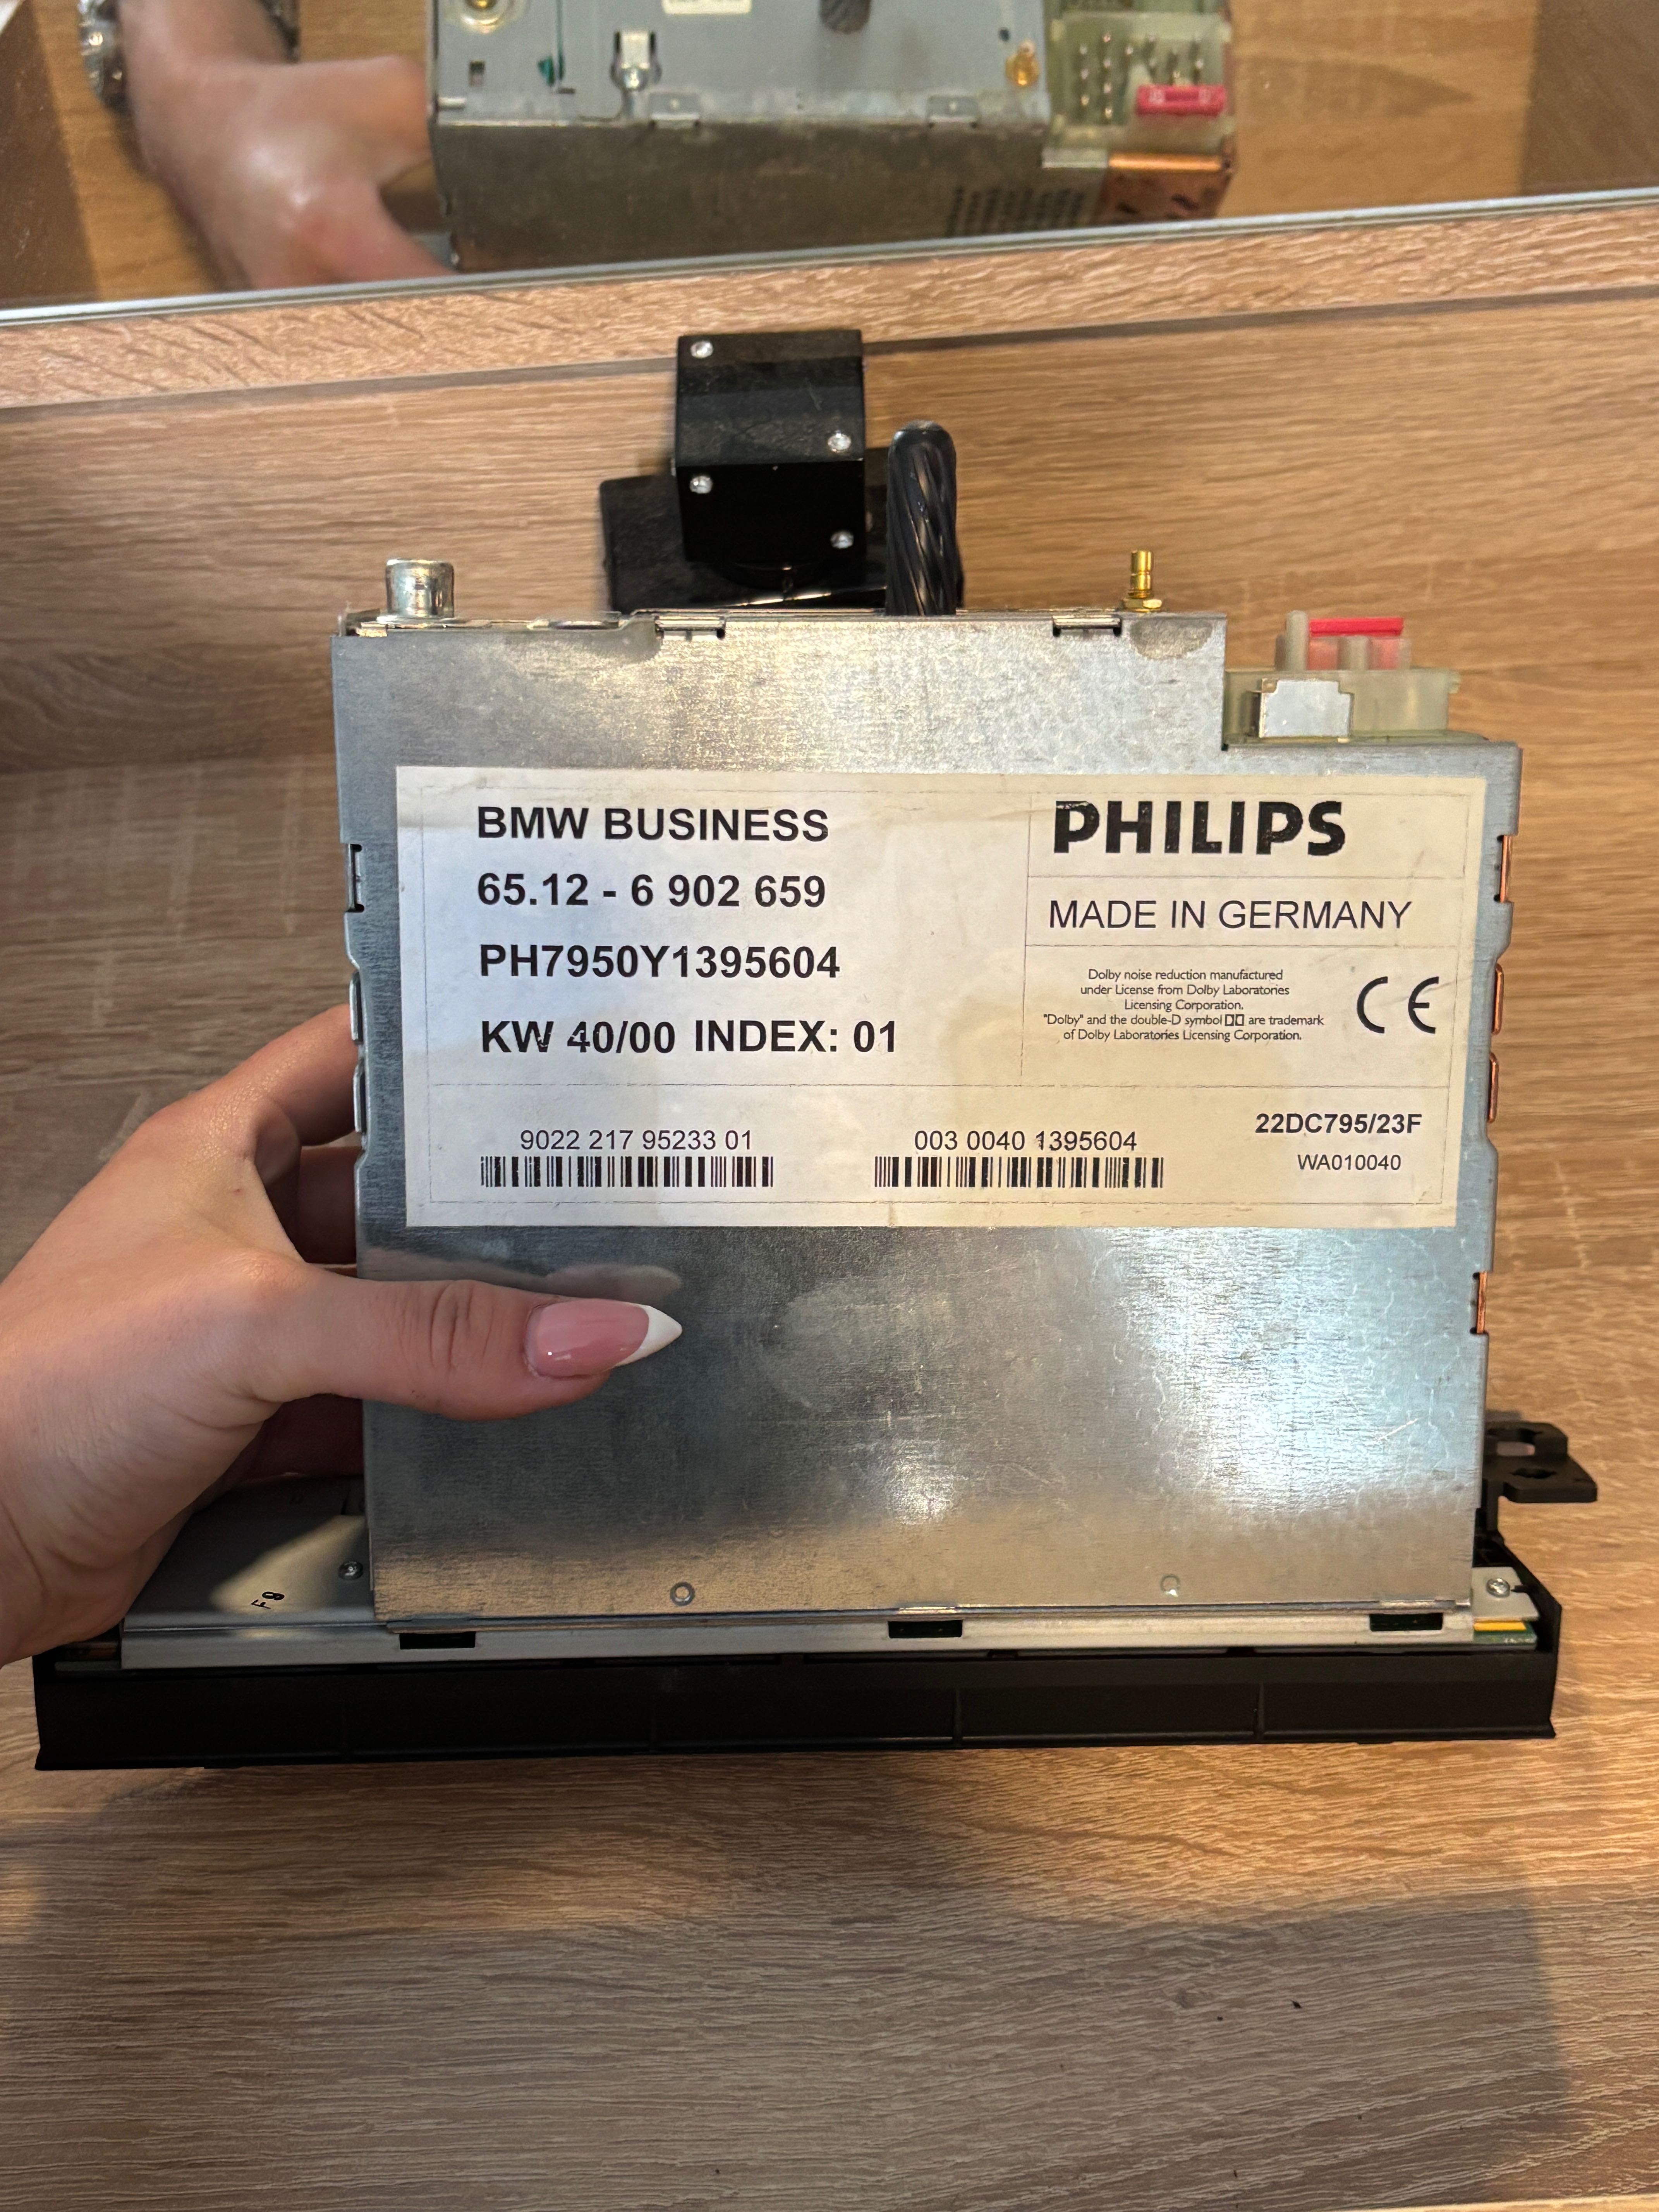 BMW BUSINESS
65.12 - 6 902 659
PH7950Y1395604
KW 40/00 INDEX: 01
PHILIPS
MADE IN GERMANY
Dolby noise reduction manufactured
under License from Dolby Laboratories
Licensing Corporation.
"Dolby" and the double-D symbol are trademark
of Dolby Laboratories Licensing Corporation.
CE
9022 217 95233 01
003 0040 1395604
22DC795/23F
WA010040
F8